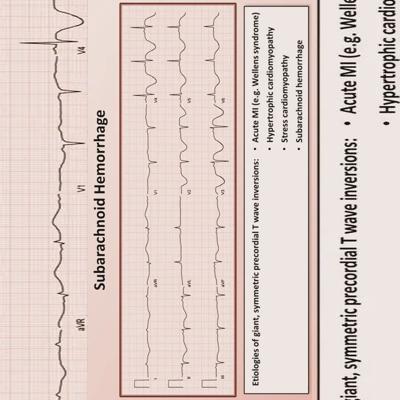 aVR V1 V4
Subarachnoid Hemorrhage
I aVR V1 V4
II aVL V2 V5
III aVF V3 V6
Etiologies of giant, symmetric precordial T wave inversions: • Acute MI (e.g. Wellens syndrome)
• Hypertrophic cardiomyopathy
• Stress cardiomyopathy
• Subarachnoid hemorrhage
giant, symmetric precordial T wave inversions: • Acute MI (e.g. Welle
• Hypertrophic cardio